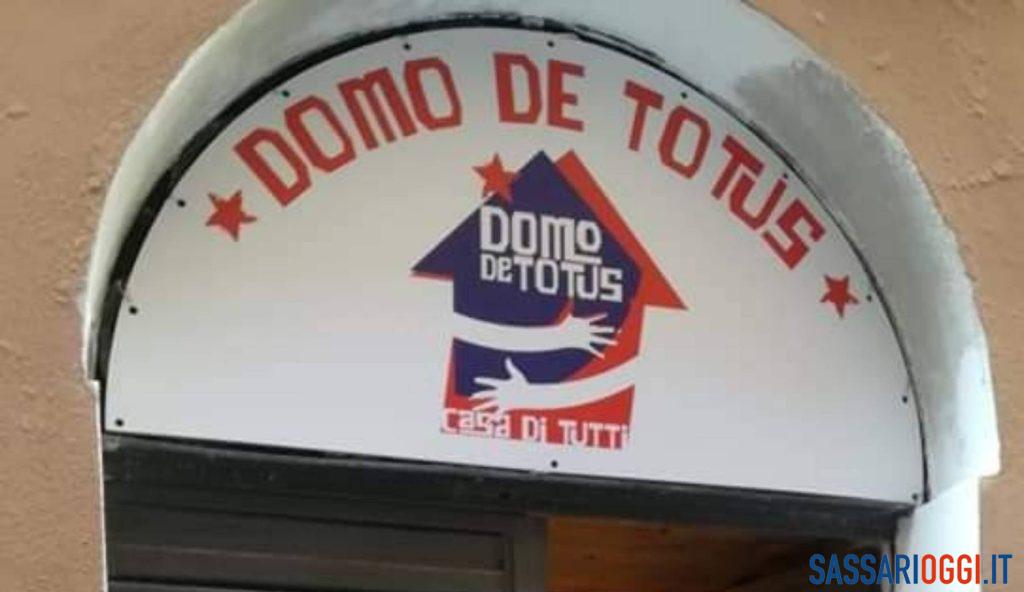 DOMO DE TOTUS
DOMO
DE TOTUS
CASA Di TUTTi
SASSARIOGGI.IT